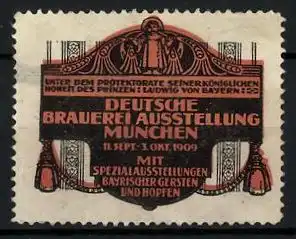 UNTER DEM PROTEKTORATE SEINER KÖNIGLICHEN
HOHEIT DES PRINZEN LUDWIG VON BAYERN
DEUTSCHE
BRAUEREI AUSSTELLUNG
MÜNCHEN
11. SEPT.-3. OKT. 1909
MIT
SPEZIALAUSSTELLUNGEN
BAYRISCHER GERSTEN
UND HOPFEN